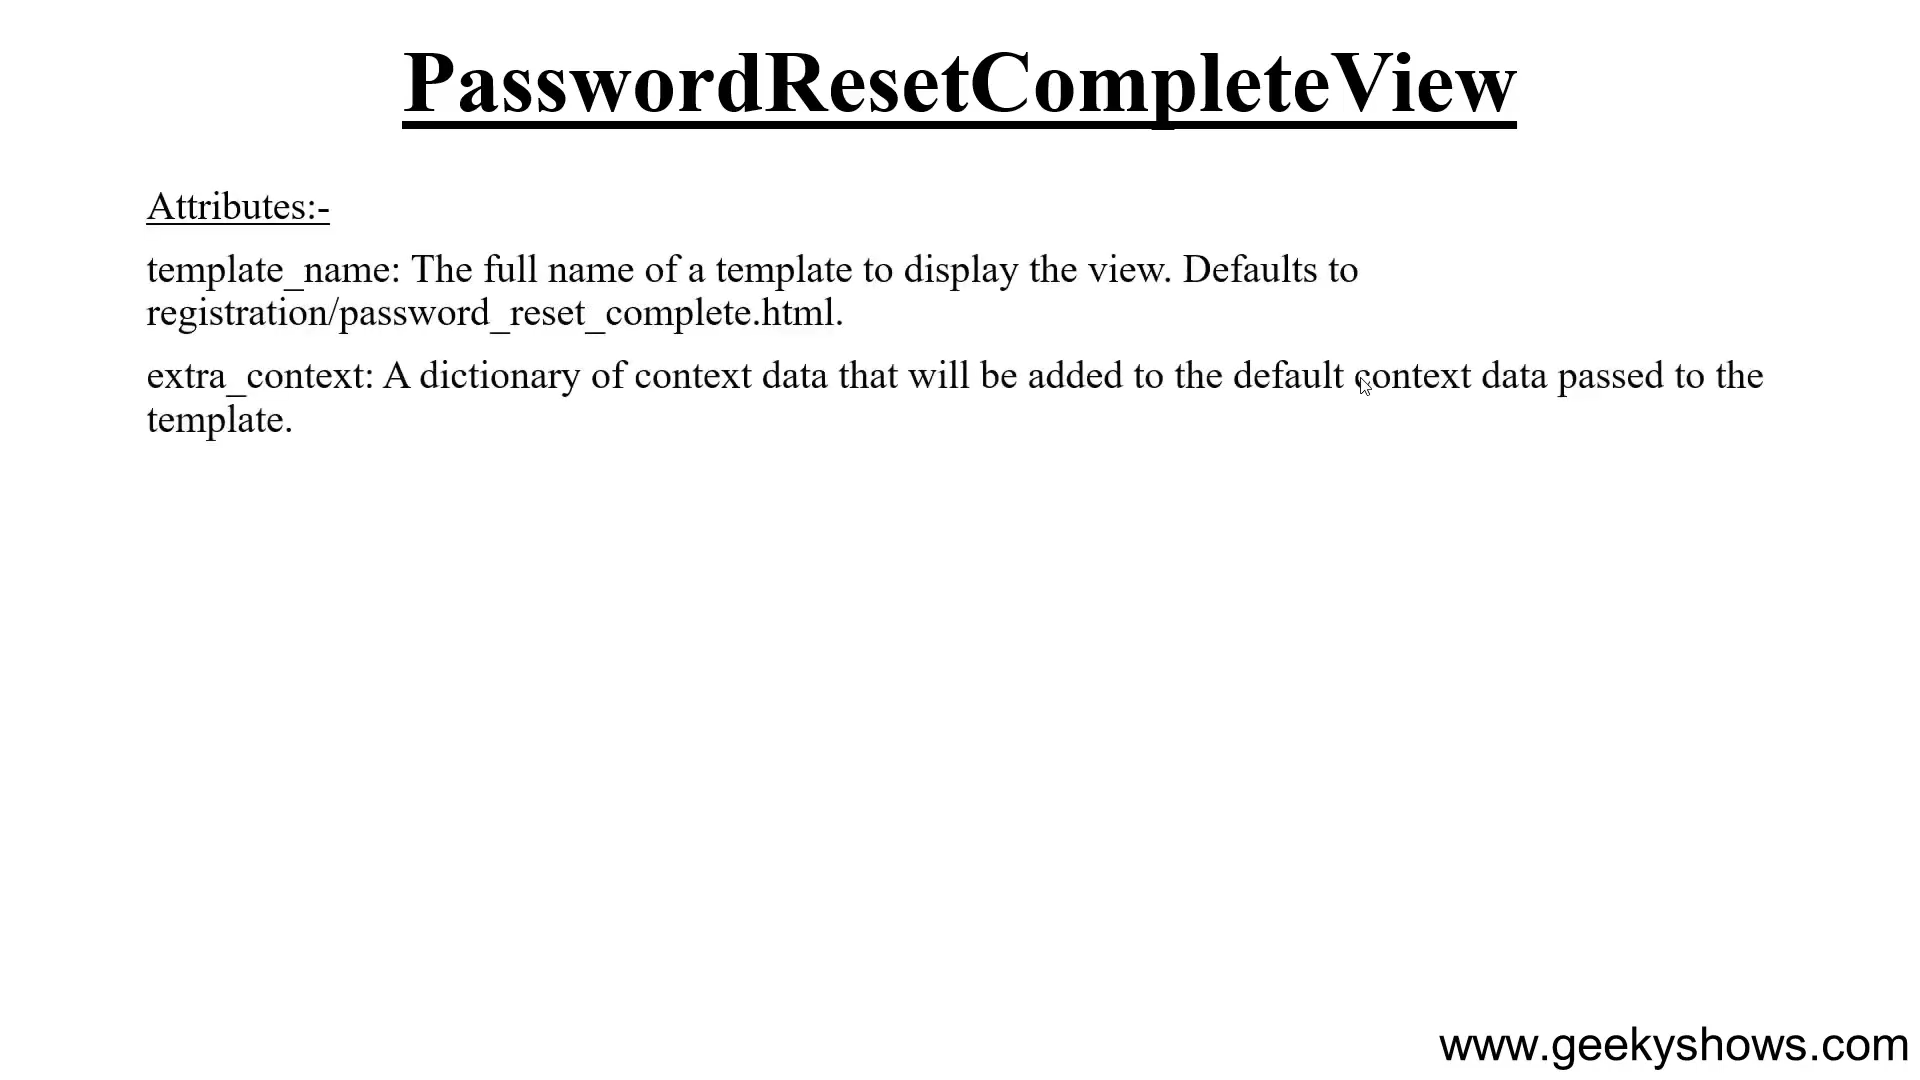 PasswordResetCompleteView
Attributes:-
template_name: The full name of a template to display the view. Defaults to
registration/password_reset_complete.html.
extra_context: A dictionary of context data that will be added to the default context data passed to the
template.
www.geekyshows.com